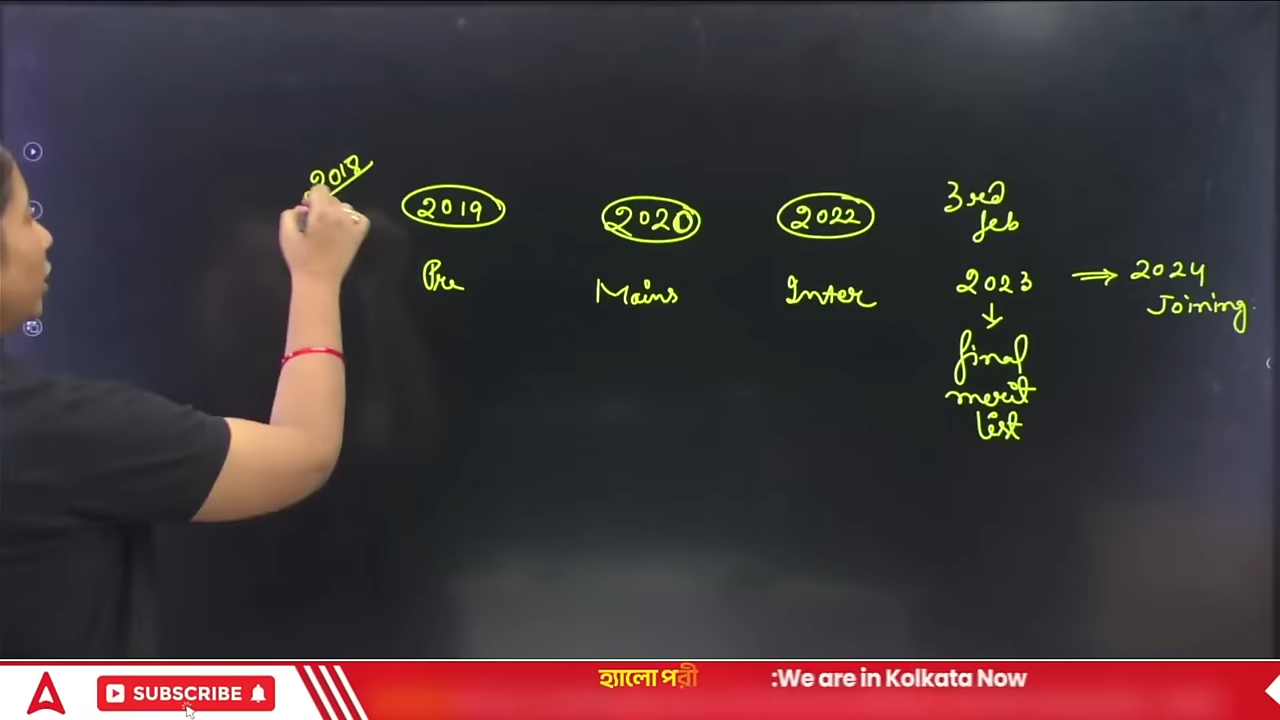 2018
2019
2020
2022
3rd
feb
Pre
Mains
Inter
2023
⇒ 2024
Joining
↓
final
merit
list
SUBSCRIBE
হ্যালো পরী
:We are in Kolkata Now